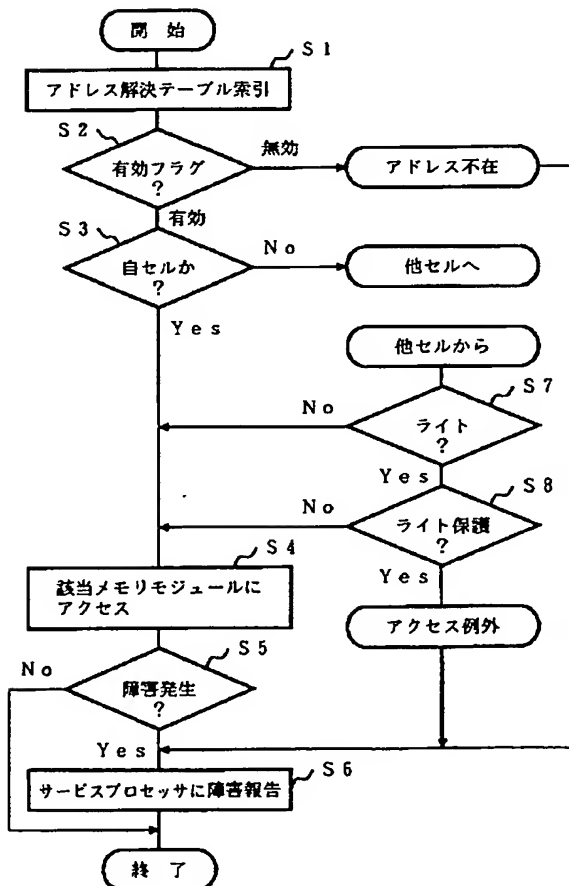 開 始
S1
アドレス解決テーブル索引
S2
有効フラグ
?
無効
アドレス不在
有効
S3
自セルか
?
No
他セルへ
Yes
他セルから
S7
ライト
?
No
Yes
S8
ライト保護
?
No
Yes
S4
該当メモリモジュールに
アクセス
アクセス例外
S5
障害発生
?
No
Yes
S6
サービスプロセッサに障害報告
終 了